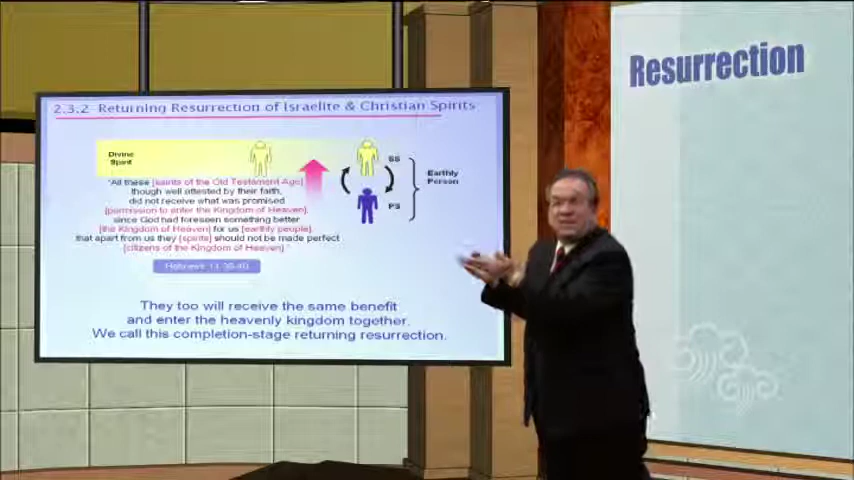 Resurrection
2.3.2 Returning Resurrection of Israelite & Christian Spirits
Divine
Spirit
SS
PS
Earthly
Person
"All these [saints of the Old Testament Age]
though well attested by their faith,
did not receive what was promised
[permission to enter the Kingdom of Heaven],
since God had foreseen something better
[the Kingdom of Heaven] for us [earthly people],
that apart from us they [spirits] should not be made perfect
[citizens of the Kingdom of Heaven]."
Hebrews 11:39-40
They too will receive the same benefit
and enter the heavenly kingdom together.
We call this completion-stage returning resurrection.